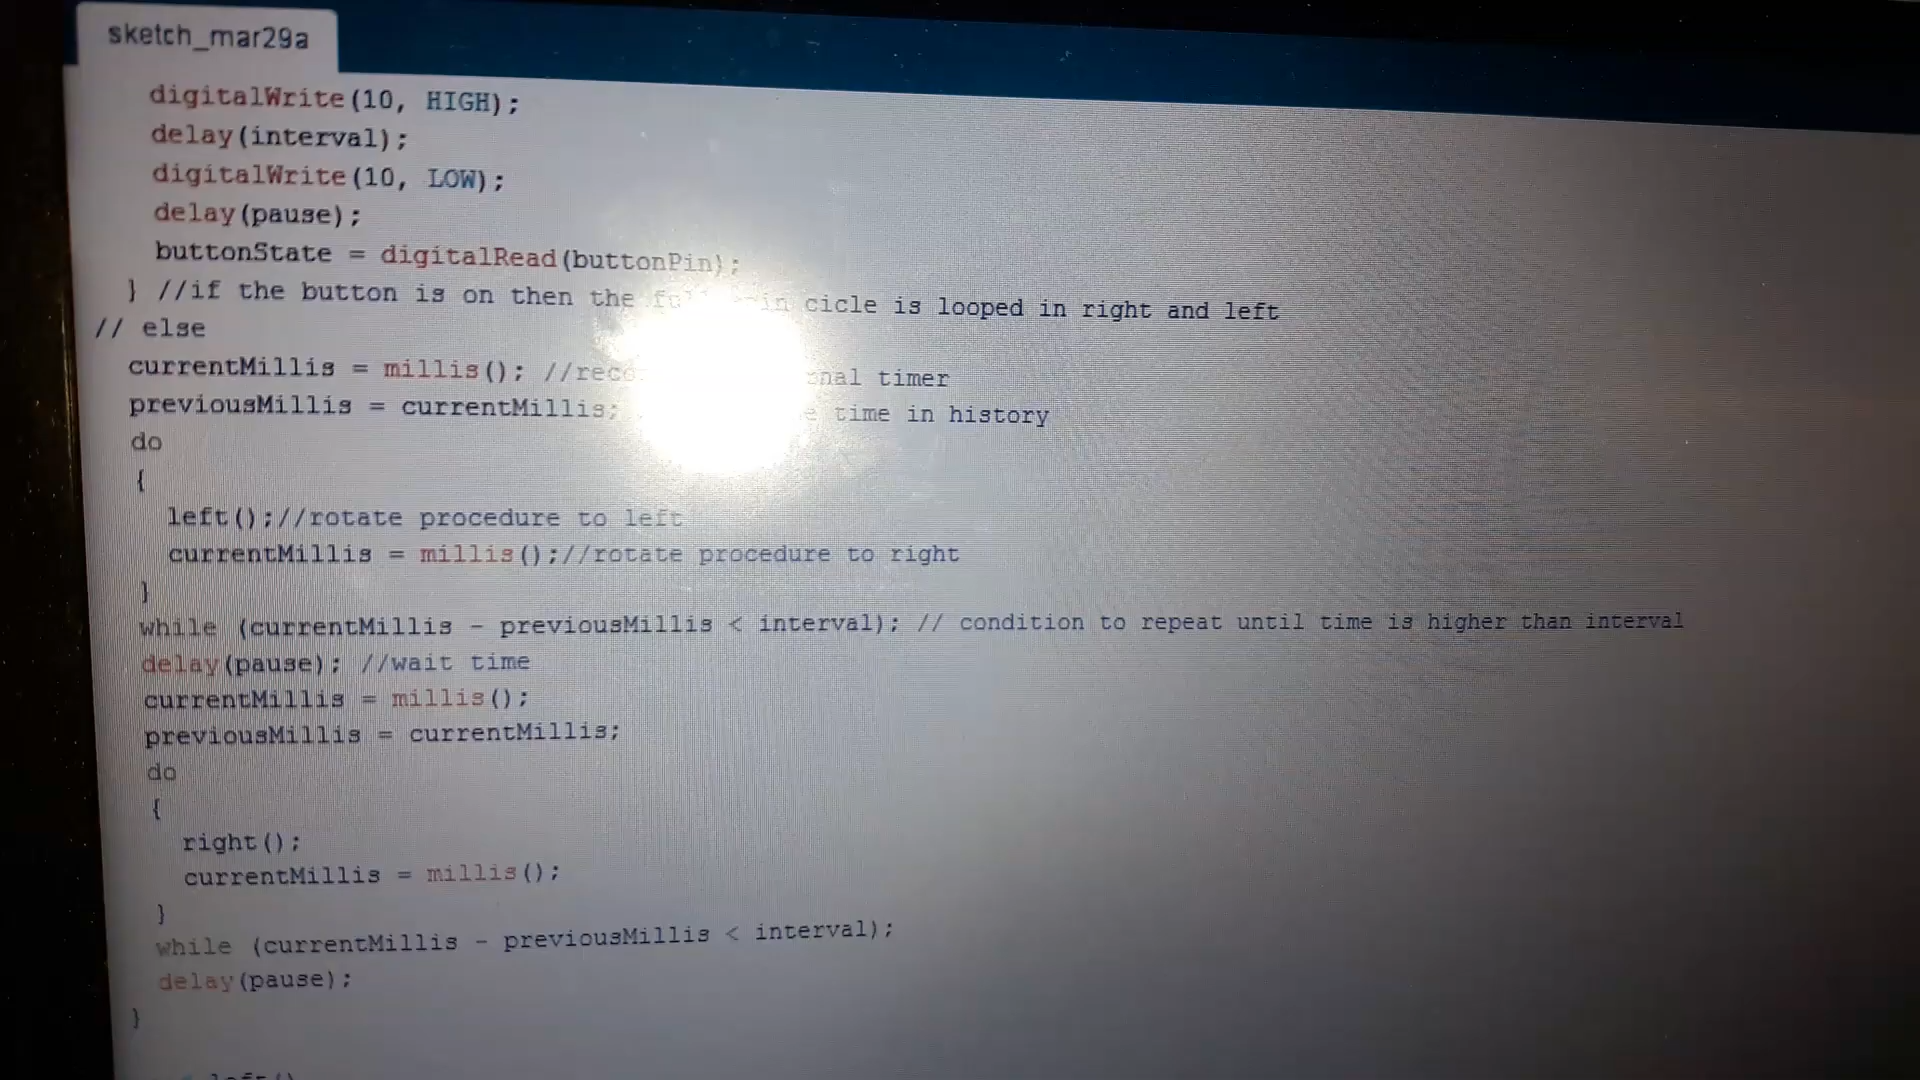 sketch_mar29a
digitalWrite(10, HIGH);
delay(interval);
digitalWrite(10, LOW);
delay(pause);
buttonState = digitalRead(buttonPin);
} //if the button is on then the in cicle is looped in right and left
// else
currentMillis = millis(); // timer
previousMillis = currentMillis; time in history
do
{
left();//rotate procedure to left
currentMillis = millis();//rotate procedure to right
}
while (currentMillis - previousMillis < interval); // condition to repeat until time is higher than interval
delay(pause); //wait time
currentMillis = millis();
previousMillis = currentMillis;
do
{
right();
currentMillis = millis();
}
while (currentMillis - previousMillis < interval);
delay(pause);
}